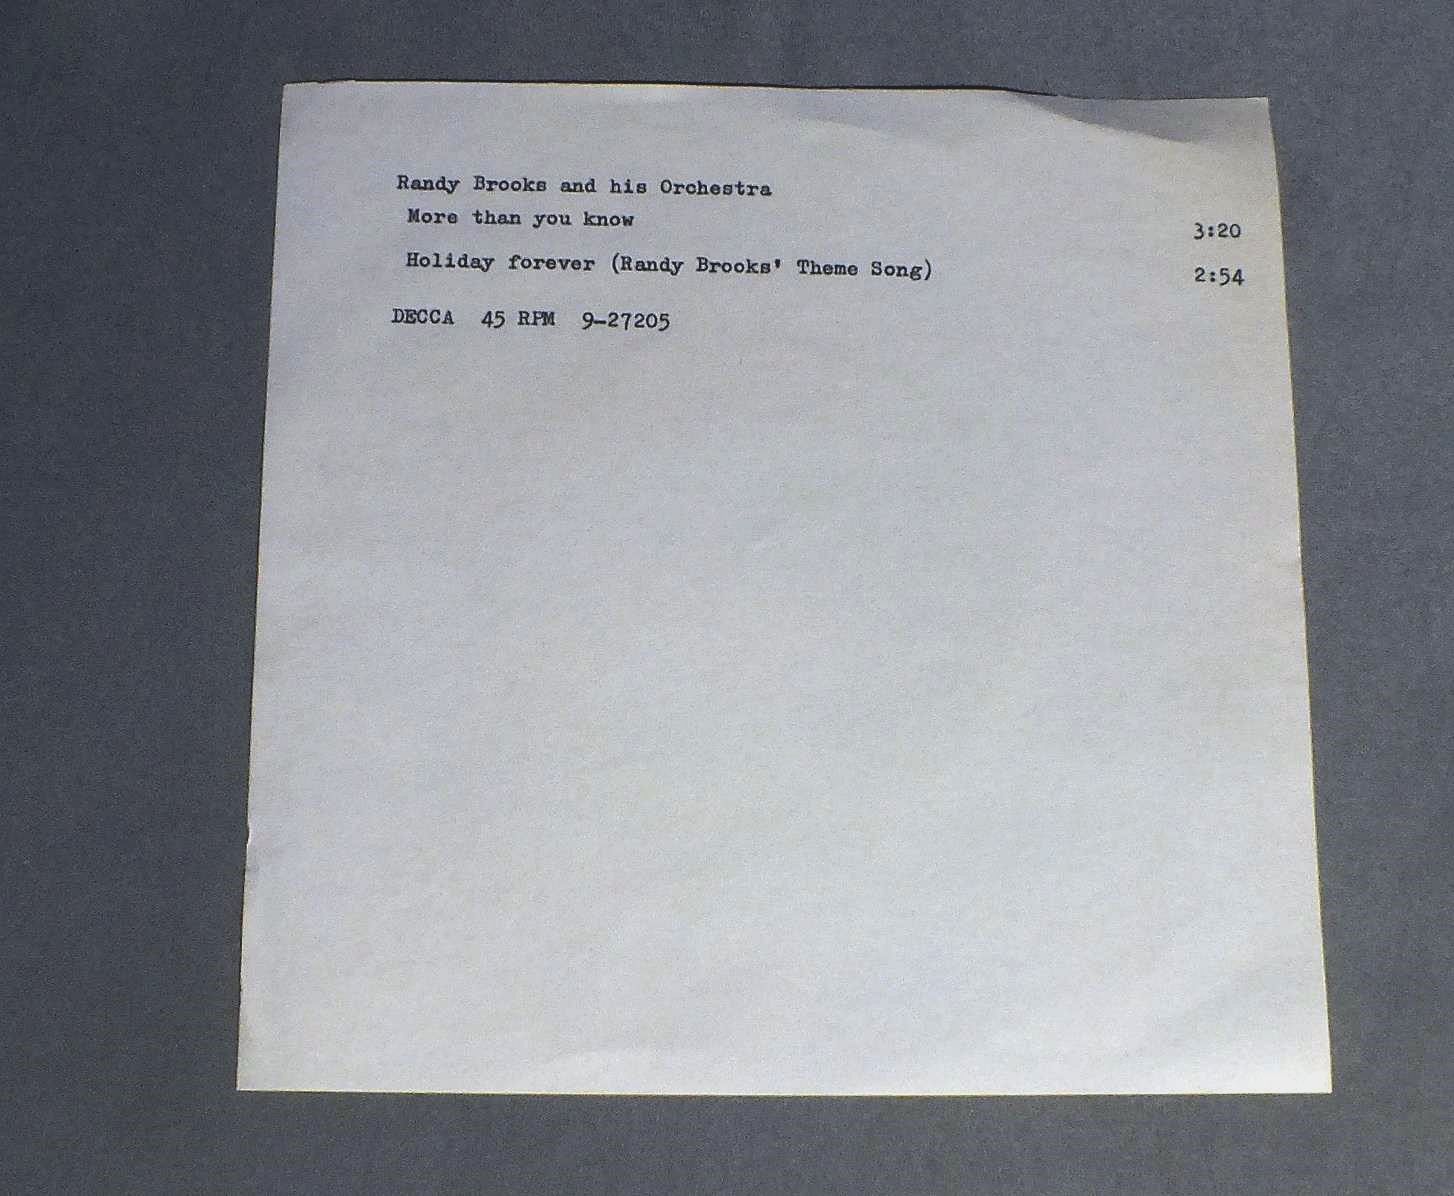 Randy Brooks and his Orchestra
More than you know 3:20
Holiday forever (Randy Brooks' Theme Song) 2:54
DECCA 45 RPM 9-27205